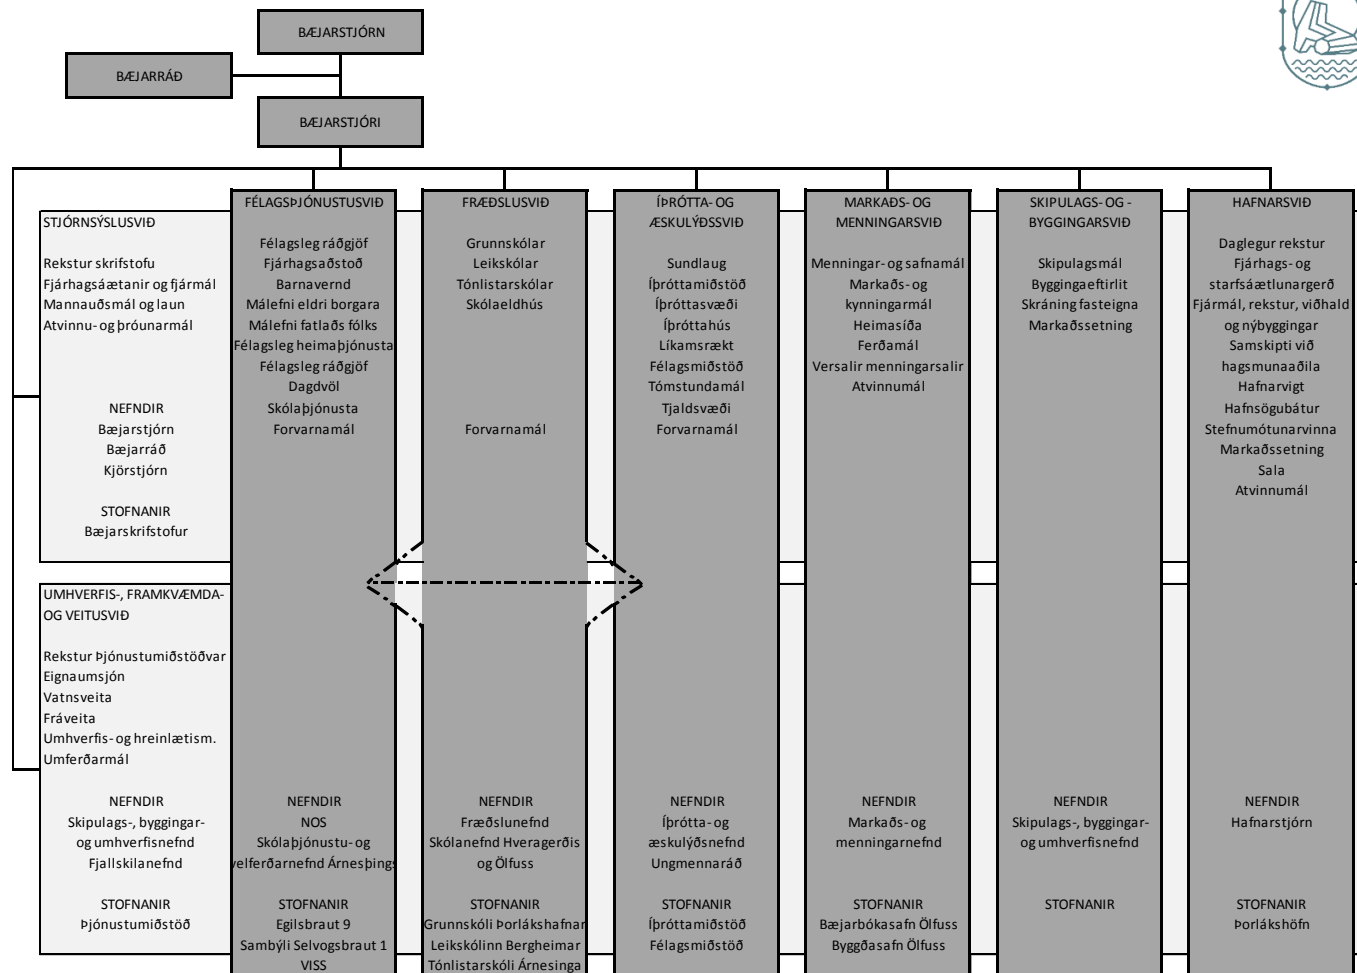 BÆJARSTJÓRN
BÆJARRÁÐ
BÆJARSTJÓRI
STJÓRNSÝSLUSVIÐ
Rekstur skrifstofu
Fjárhagsáætanir og fjármál
Mannauðsmál og laun
Atvinnu- og þróunarmál
NEFNDIR
Bæjarstjórn
Bæjarráð
Kjörstjórn
STOFNANIR
Bæjarskrifstofur
UMHVERFIS-, FRAMKVÆMDA-
OG VEITUSVIÐ
Rekstur Þjónustumiðstöðvar
Eignaumsjón
Vatnsveita
Fráveita
Umhverfis- og hreinlætism.
Umferðarmál
NEFNDIR
Skipulags-, byggingar-
og umhverfisnefnd
Fjallskilanefnd
STOFNANIR
Þjónustumiðstöð
FÉLAGSÞJÓNUSTUSVIÐ
Félagsleg ráðgjöf
Fjárhagsaðstoð
Barnavernd
Málefni eldri borgara
Málefni fatlaðs fólks
Félagsleg heimaþjónusta
Félagsleg ráðgjöf
Dagdvöl
Skólaþjónusta
Forvarnamál
NEFNDIR
NOS
Skólaþjónustu- og
velferðarnefnd Árnesþings
STOFNANIR
Egilsbraut 9
Sambýli Selvogsbraut 1
VISS
FRÆÐSLUSVIÐ
Grunnskólar
Leikskólar
Tónlistarskólar
Skólaeldhús
Forvarnamál
NEFNDIR
Fræðslunefnd
Skólanefnd Hveragerðis
og Ölfuss
STOFNANIR
Grunnskóli Þorlákshafnar
Leikskólinn Bergheimar
Tónlistarskóli Árnesinga
ÍÞRÓTTA- OG
ÆSKULÝÐSSVIÐ
Sundlaug
Íþróttamiðstöð
Íþróttasvæði
Íþróttahús
Líkamsrækt
Félagsmiðstöð
Tómstundamál
Tjaldsvæði
Forvarnamál
NEFNDIR
Íþrótta- og
æskulýðsnefnd
Ungmennaráð
STOFNANIR
Íþróttamiðstöð
Félagsmiðstöð
MARKAÐS- OG
MENNINGARSVIÐ
Menningar- og safnamál
Markaðs- og
kynningarmál
Heimasíða
Ferðamál
Versalir menningarsalir
Atvinnumál
NEFNDIR
Markaðs- og
menningarnefnd
STOFNANIR
Bæjarbókasafn Ölfuss
Byggðasafn Ölfuss
SKIPULAGS- OG -
BYGGINGARSVIÐ
Skipulagsmál
Byggingaeftirlit
Skráning fasteigna
Markaðssetning
NEFNDIR
Skipulags-, byggingar-
og umhverfisnefnd
STOFNANIR
HAFNARSVIÐ
Daglegur rekstur
Fjárhags- og
starfsáætlunargerð
Fjármál, rekstur, viðhald
og nýbyggingar
Samskipti við
hagsmunaaðila
Hafnarvigt
Hafnsögubátur
Stefnumótunarvinna
Markaðssetning
Sala
Atvinnumál
NEFNDIR
Hafnarstjórn
STOFNANIR
Þorlákshöfn